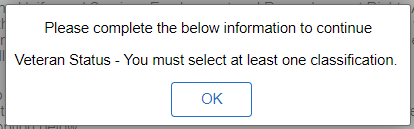 Please complete the below information to continue
Veteran Status - You must select at least one classification.
OK